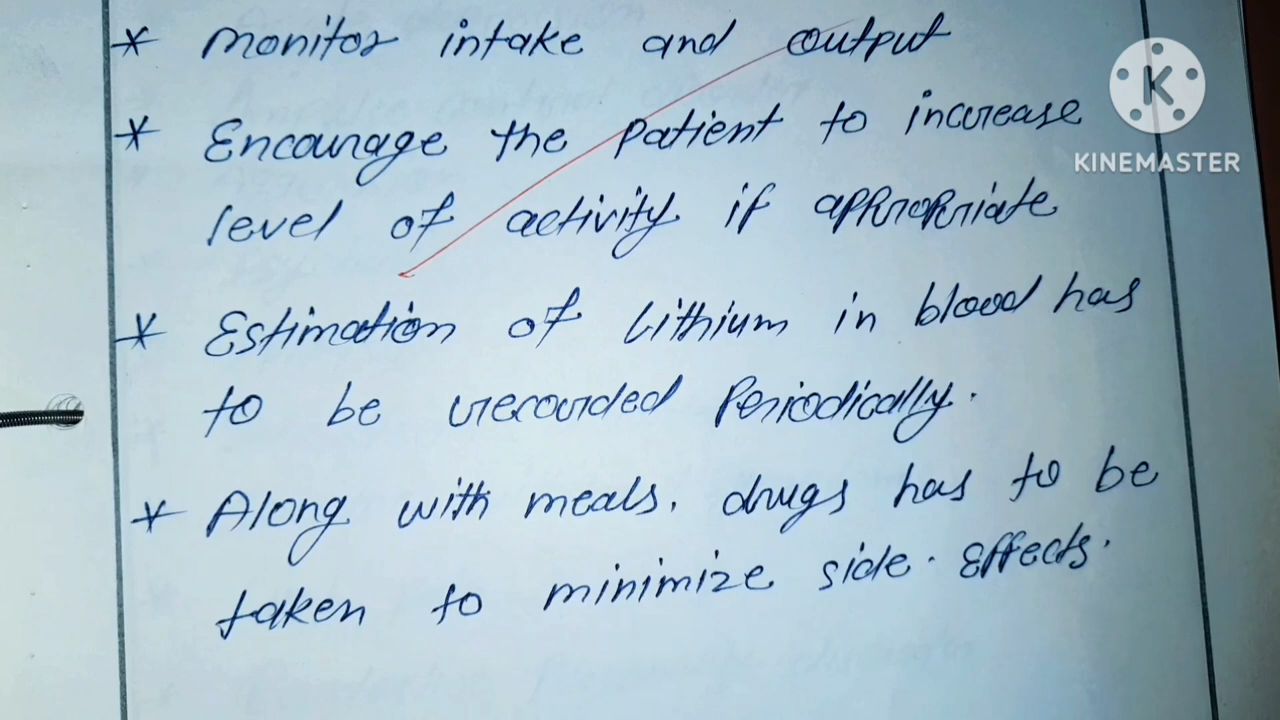 * Monitor intake and output
* Encourage the patient to increase
level of activity if appropriate
* Estimation of Lithium in blood has
to be recorded Periodically.
* Along with meals, drugs has to be
taken to minimize side. Effects.
K
KINEMASTER